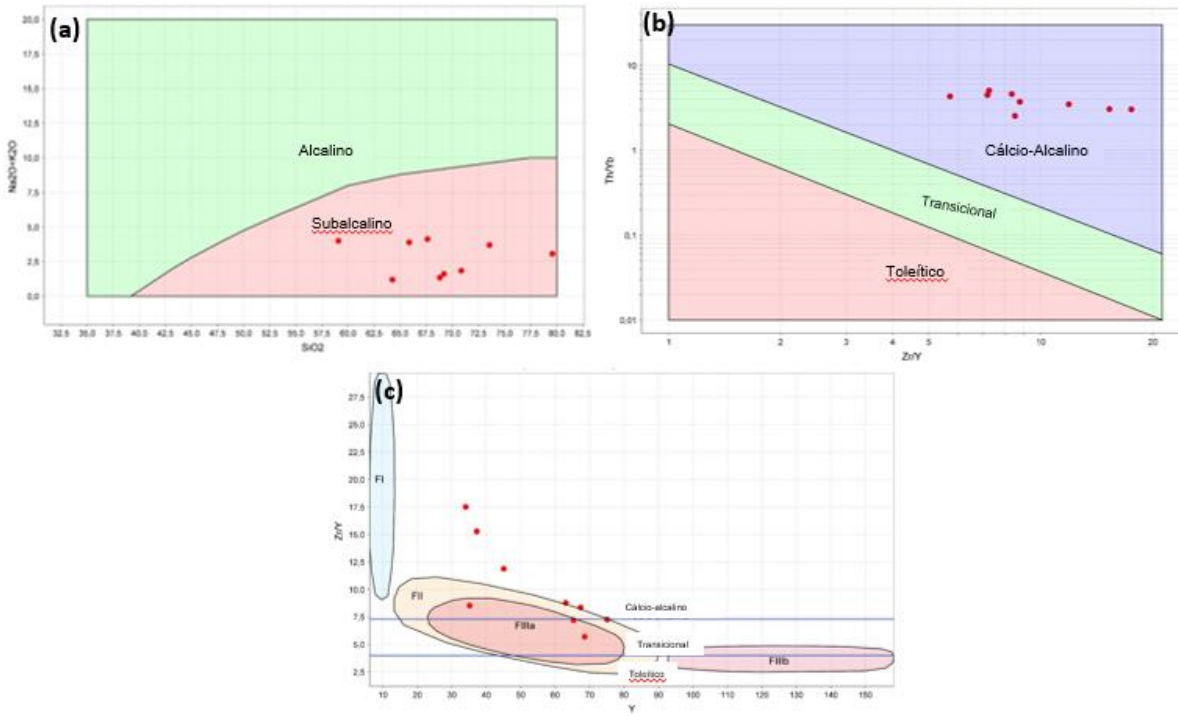 (a)
20,0
17,5
15,0
12,5
10,0
7,5
5,0
2,5
0,0
Na2O+K2O
Alcalino
Subalcalino
32,5 35,0 37,5 40,0 42,5 45,0 47,5 50,0 52,5 55,0 57,5 60,0 62,5 65,0 67,5 70,0 72,5 75,0 77,5 80,0 82,5
SiO2
(b)
10
1
0,1
0,01
Th/Yb
Cálcio-Alcalino
Transicional
Toleítico
1 2 3 5 10 20
Zr/Y
(c)
27,5
25,0
22,5
20,0
17,5
15,0
12,5
10,0
7,5
5,0
2,5
Zr/Y
FI
FII
FIIIa
FIIIb
Cálcio-alcalino
Transicional
10 20 30 40 50 60 70 80 90 100 110 120 130 140 150
Y